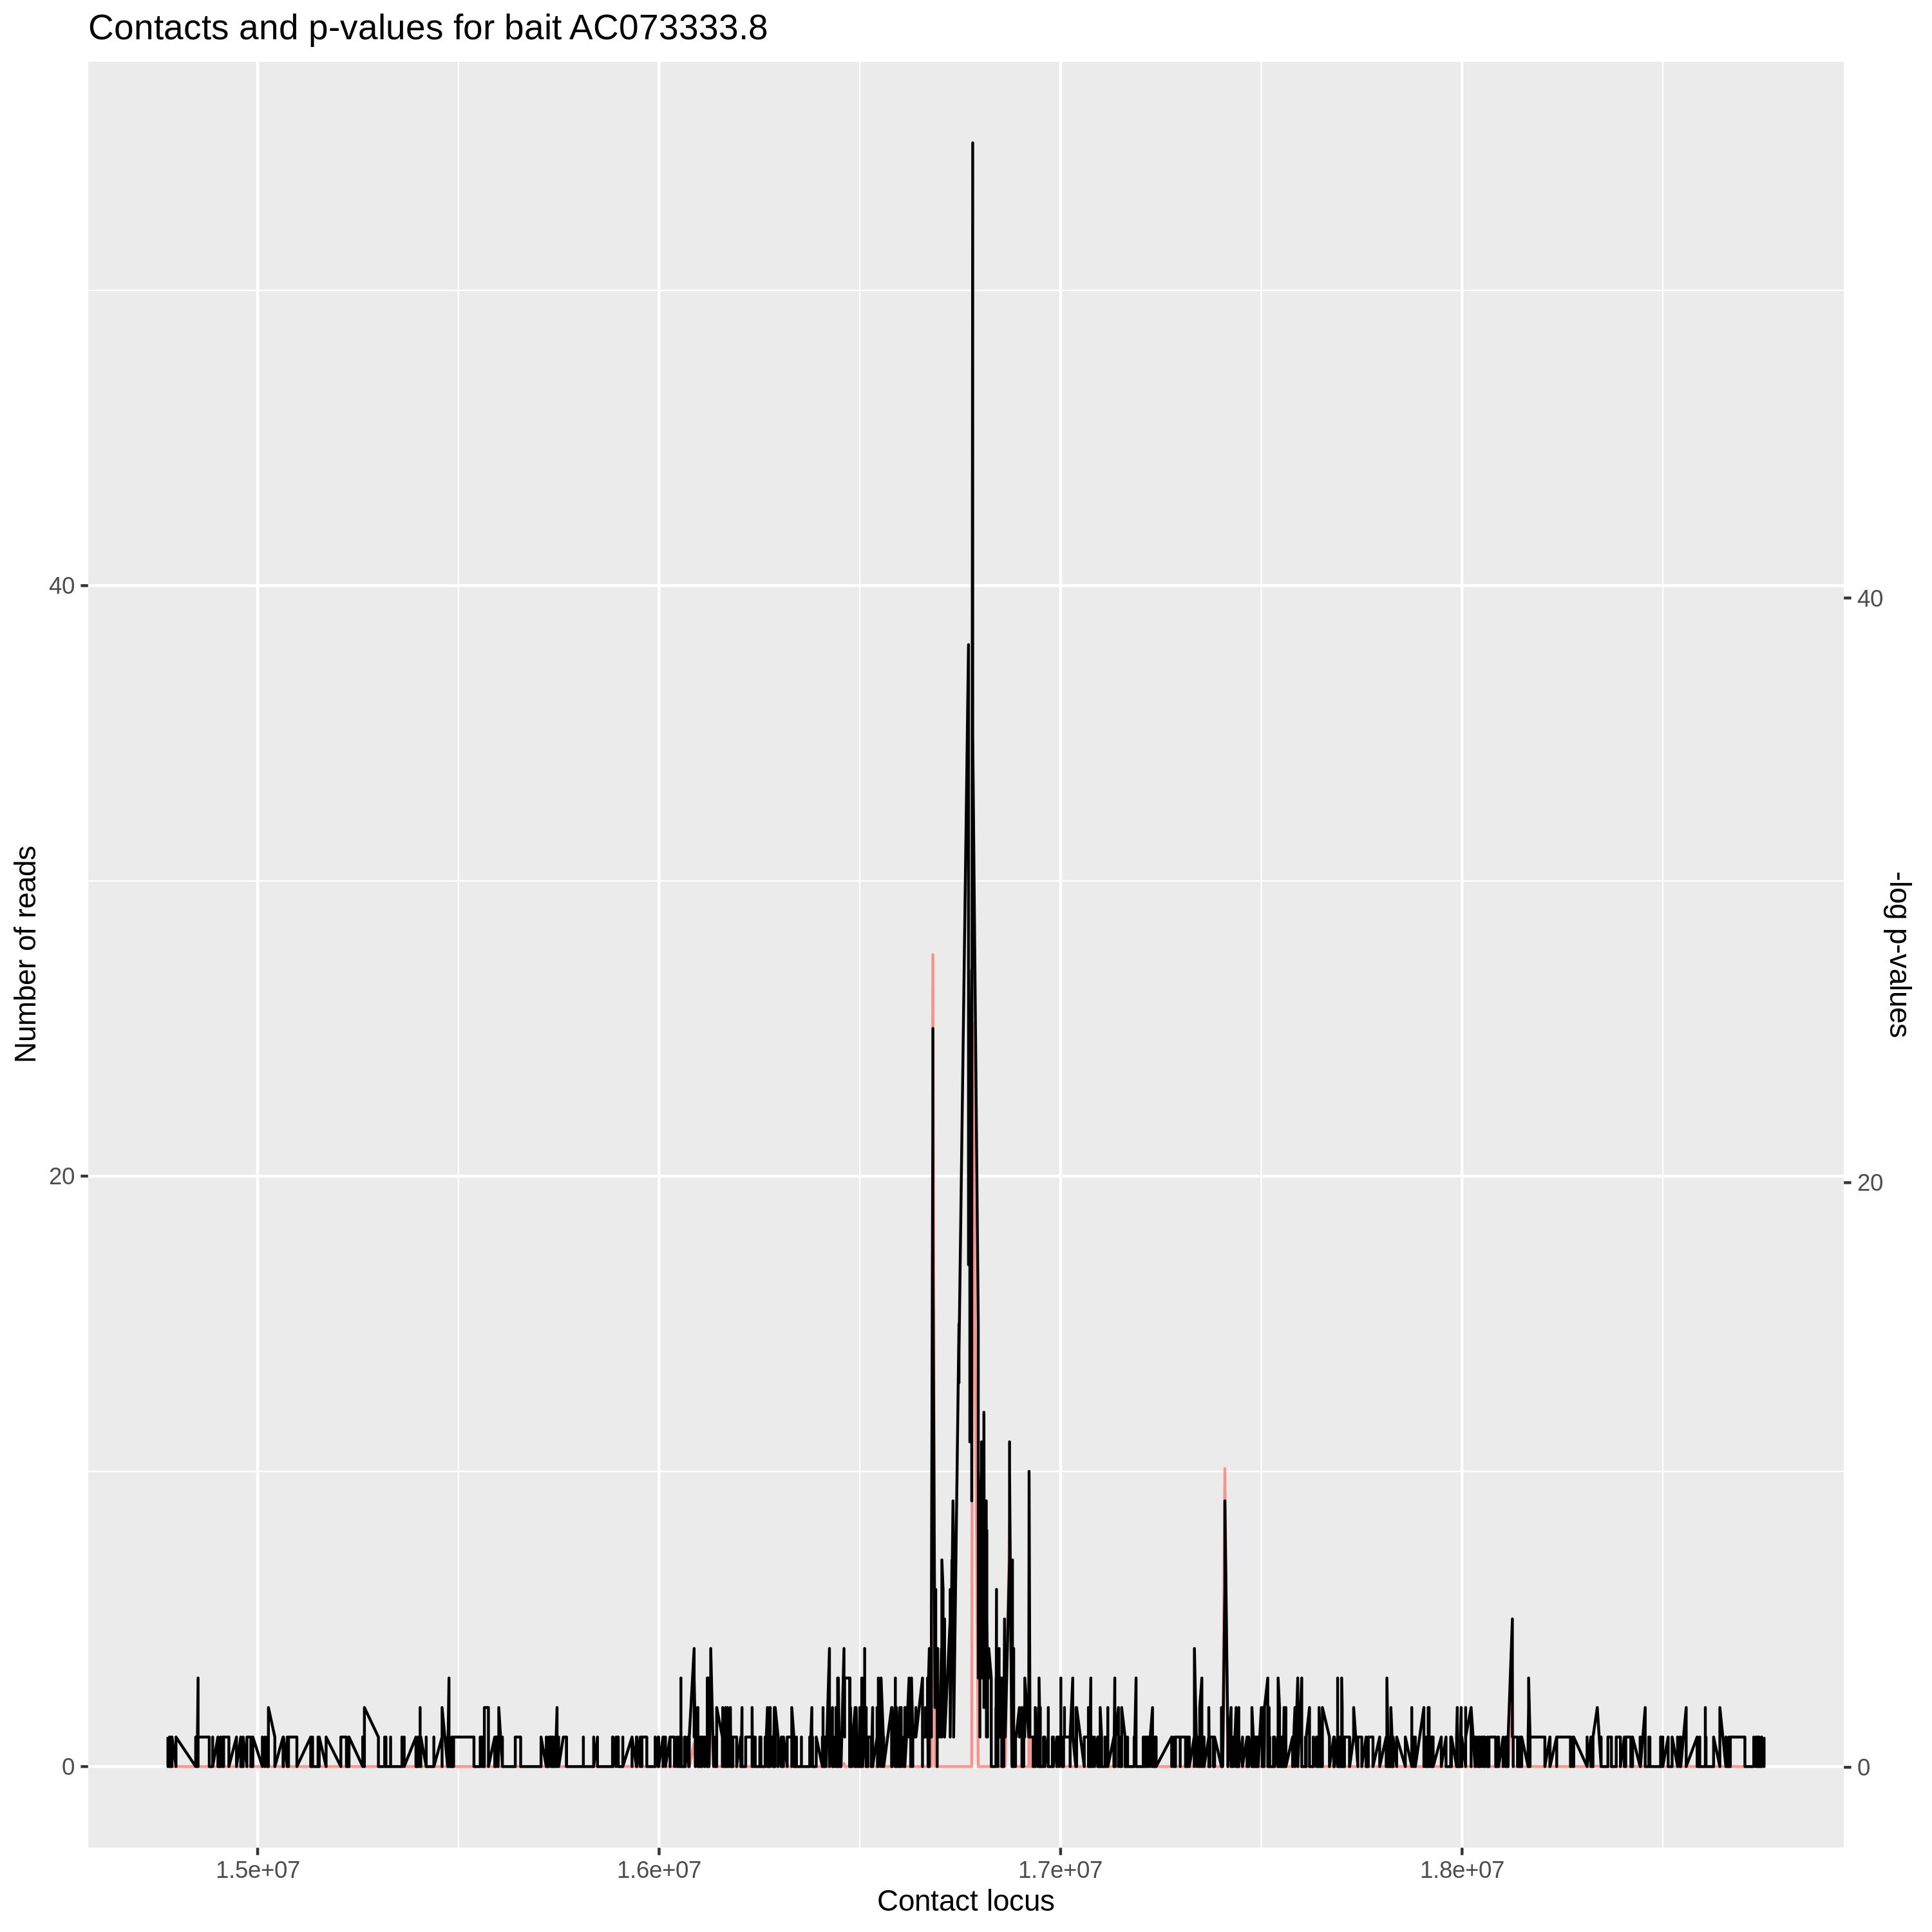 Contacts and p-values for bait AC073333.8
Number of reads
40
20
0
40
20
0
-log p-values
1.5e+07 1.6e+07 1.7e+07 1.8e+07
Contact locus